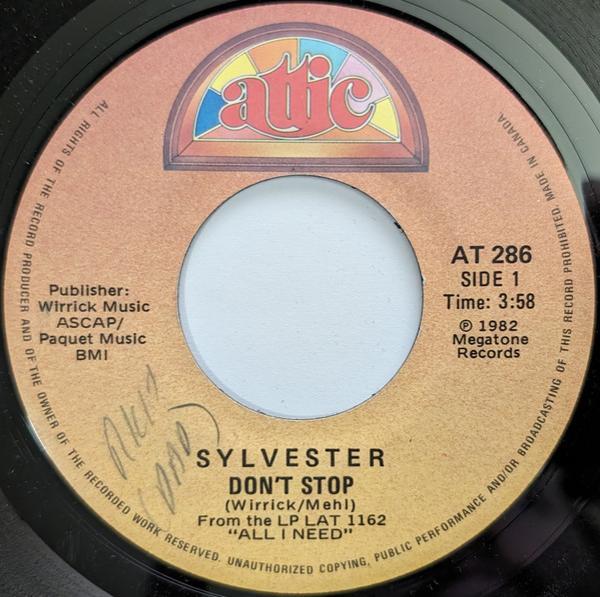 attic
ALL RIGHTS OF THE RECORD PRODUCER AND OF THE OWNER OF THE RECORDED WORK RESERVED. UNAUTHORIZED COPYING, PUBLIC PERFORMANCE AND/OR BROADCASTING OF THIS RECORD PROHIBITED. MADE IN CANADA.
Publisher:
Wirrick Music
ASCAP/
Paquet Music
BMI
AT 286
SIDE 1
Time: 3:58
℗ 1982
Megatone
Records
SYLVESTER
DON'T STOP
(Wirrick/Mehl)
From the LP LAT 1162
"ALL I NEED"